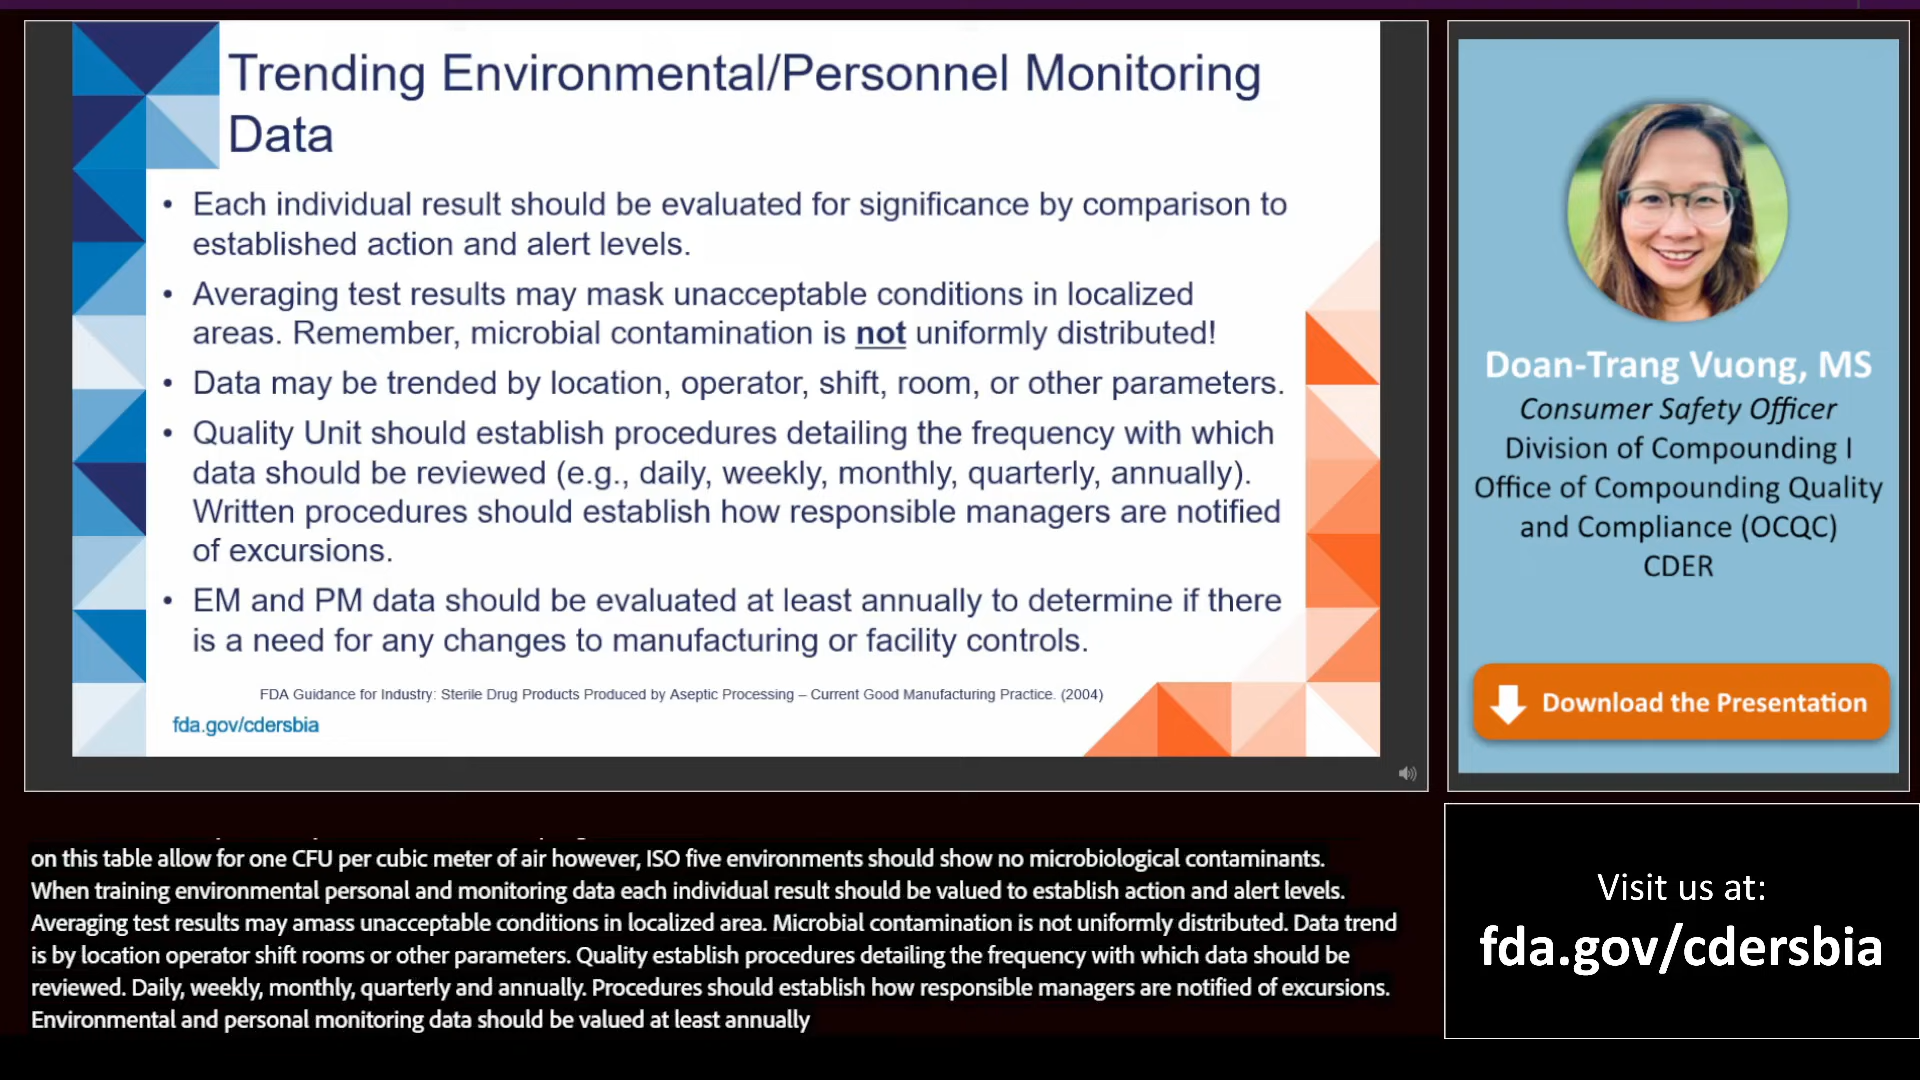 Trending Environmental/Personnel Monitoring
Data
• Each individual result should be evaluated for significance by comparison to
established action and alert levels.
• Averaging test results may mask unacceptable conditions in localized
areas. Remember, microbial contamination is not uniformly distributed!
• Data may be trended by location, operator, shift, room, or other parameters.
• Quality Unit should establish procedures detailing the frequency with which
data should be reviewed (e.g., daily, weekly, monthly, quarterly, annually).
Written procedures should establish how responsible managers are notified
of excursions.
• EM and PM data should be evaluated at least annually to determine if there
is a need for any changes to manufacturing or facility controls.
FDA Guidance for Industry: Sterile Drug Products Produced by Aseptic Processing – Current Good Manufacturing Practice. (2004)
fda.gov/cdersbia
Doan-Trang Vuong, MS
Consumer Safety Officer
Division of Compounding I
Office of Compounding Quality
and Compliance (OCQC)
CDER
Download the Presentation
on this table allow for one CFU per cubic meter of air however, ISO five environments should show no microbiological contaminants.
When training environmental personal and monitoring data each individual result should be valued to establish action and alert levels.
Averaging test results may amass unacceptable conditions in localized area. Microbial contamination is not uniformly distributed. Data trend
is by location operator shift rooms or other parameters. Quality establish procedures detailing the frequency with which data should be
reviewed. Daily, weekly, monthly, quarterly and annually. Procedures should establish how responsible managers are notified of excursions.
Environmental and personal monitoring data should be valued at least annually
Visit us at:
fda.gov/cdersbia